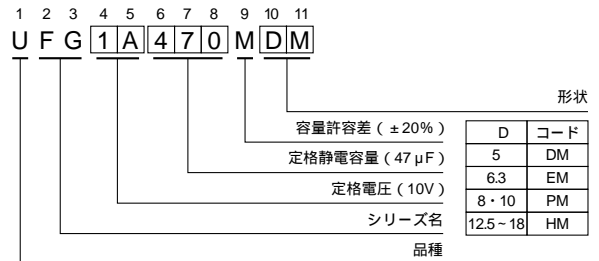 1 2 3 4 5 6 7 8 9 10 11
U F G 1 A 4 7 0 M D M
形状
容量許容差（±20%）
定格静電容量（47µF）
定格電圧（10V）
シリーズ名
品種
D コード
5 DM
6.3 EM
8・10 PM
12.5～18 HM